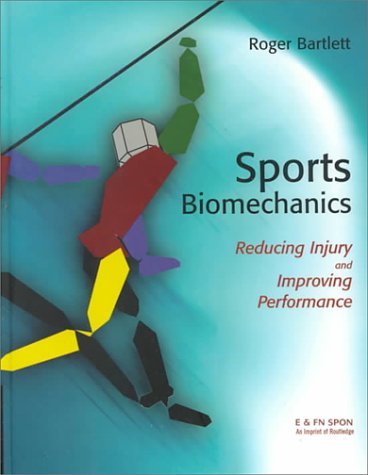 Roger Bartlett
Sports
Biomechanics
Reducing Injury
and
Improving
Performance
E & FN SPON
An imprint of Routledge